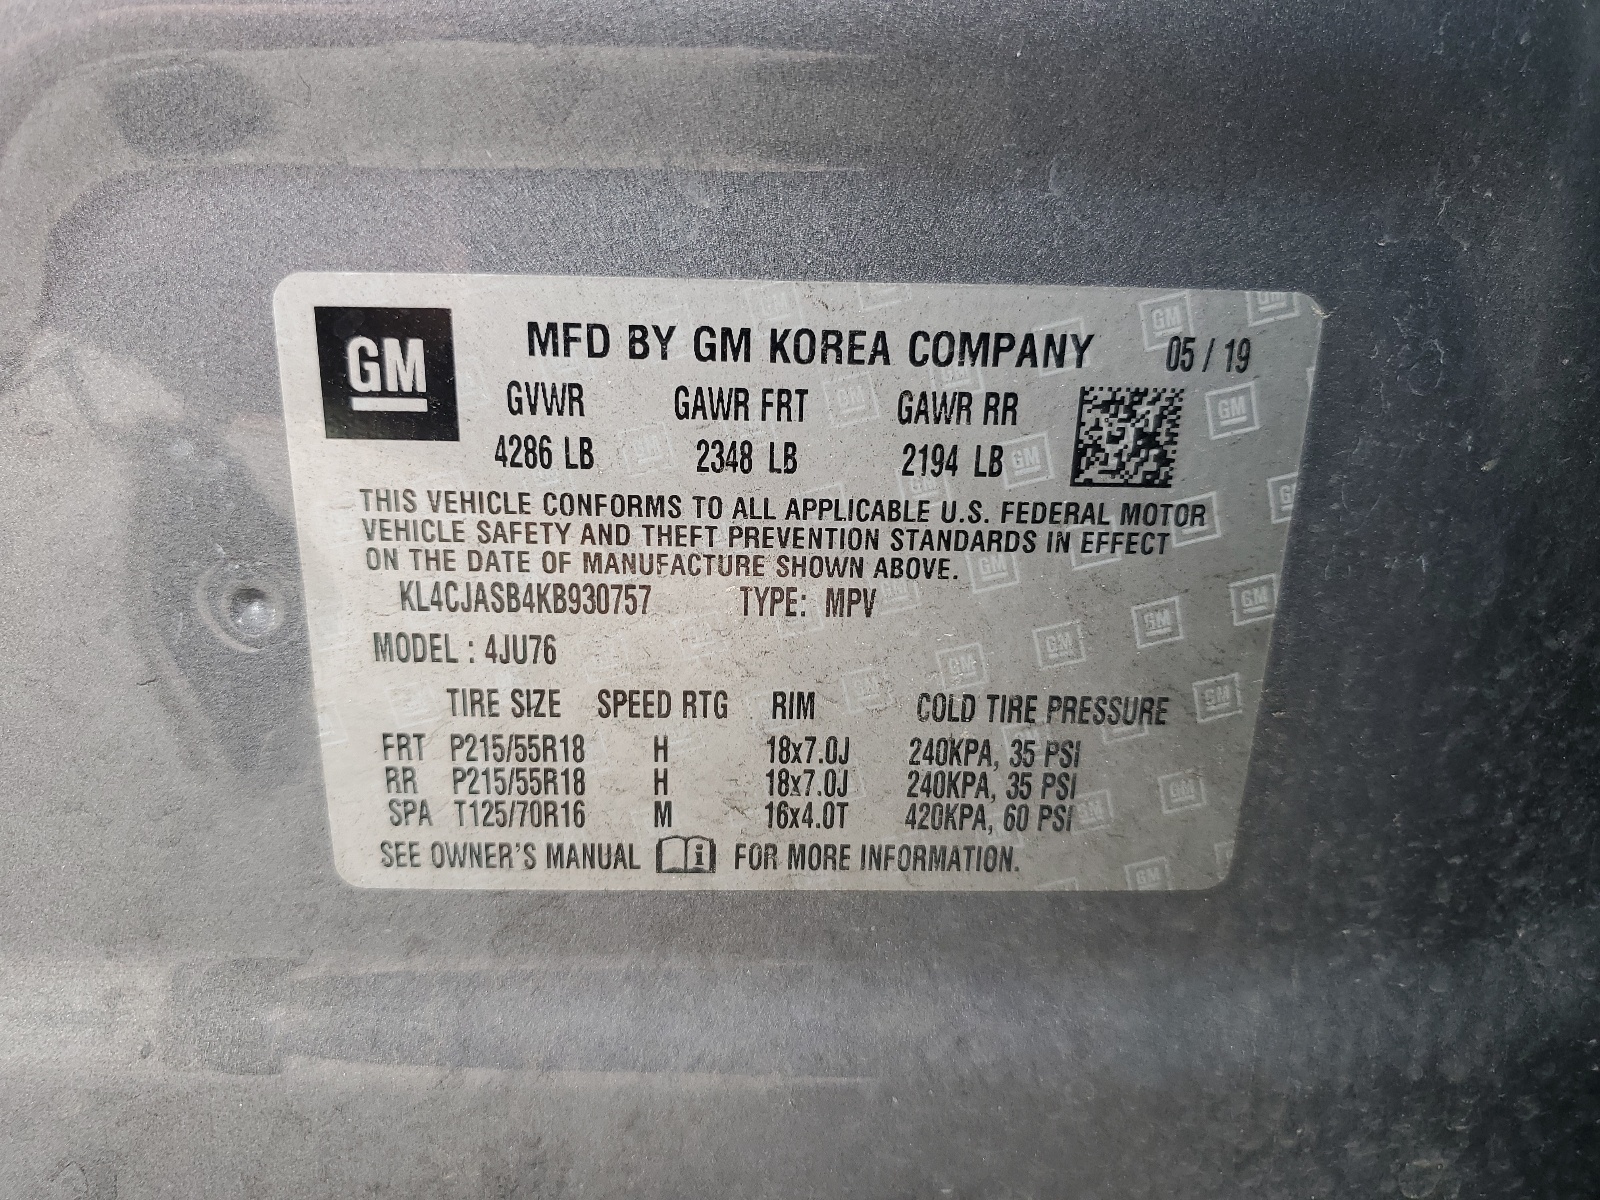 GM MFD BY GM KOREA COMPANY 05 / 19
GVWR GAWR FRT GAWR RR
4286 LB 2348 LB 2194 LB
THIS VEHICLE CONFORMS TO ALL APPLICABLE U.S. FEDERAL MOTOR
VEHICLE SAFETY AND THEFT PREVENTION STANDARDS IN EFFECT
ON THE DATE OF MANUFACTURE SHOWN ABOVE.
KL4CJASB4KB930757 TYPE: MPV
MODEL : 4JU76
TIRE SIZE SPEED RTG RIM COLD TIRE PRESSURE
FRT P215/55R18 H 18x7.0J 240KPA, 35 PSI
RR P215/55R18 H 18x7.0J 240KPA, 35 PSI
SPA T125/70R16 M 16x4.0T 420KPA, 60 PSI
SEE OWNER'S MANUAL i FOR MORE INFORMATION.